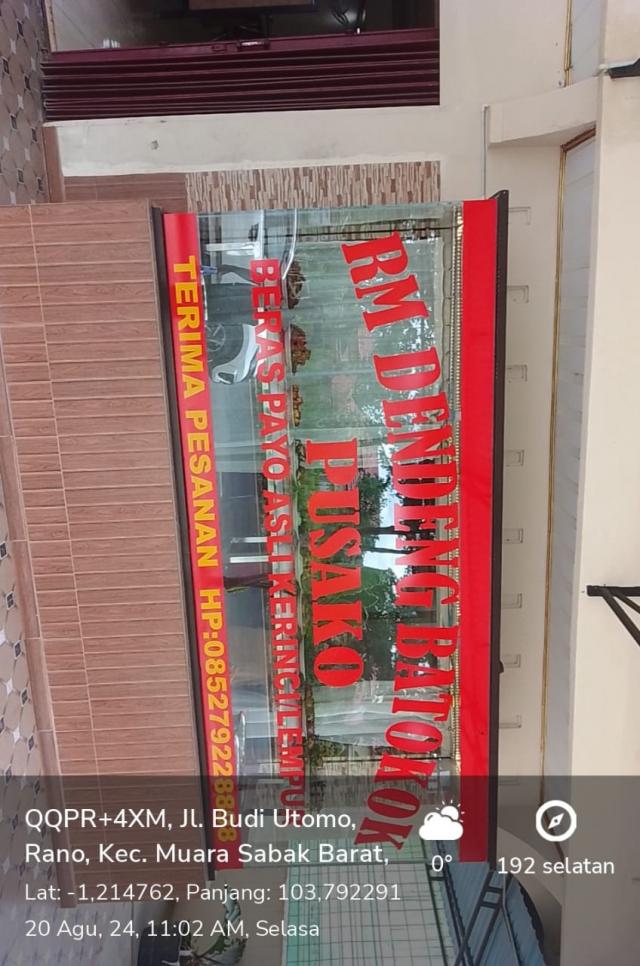 RM DENDENG BATOKOK
PUSAKO
BERAS PAYO ASLI KERINCI/LEMPUR
TERIMA PESANAN HP:085279228888
QQPR+4XM, Jl. Budi Utomo,
Rano, Kec. Muara Sabak Barat,
Lat: -1,214762, Panjang: 103,792291
20 Agu, 24, 11:02 AM, Selasa
0°
192 selatan